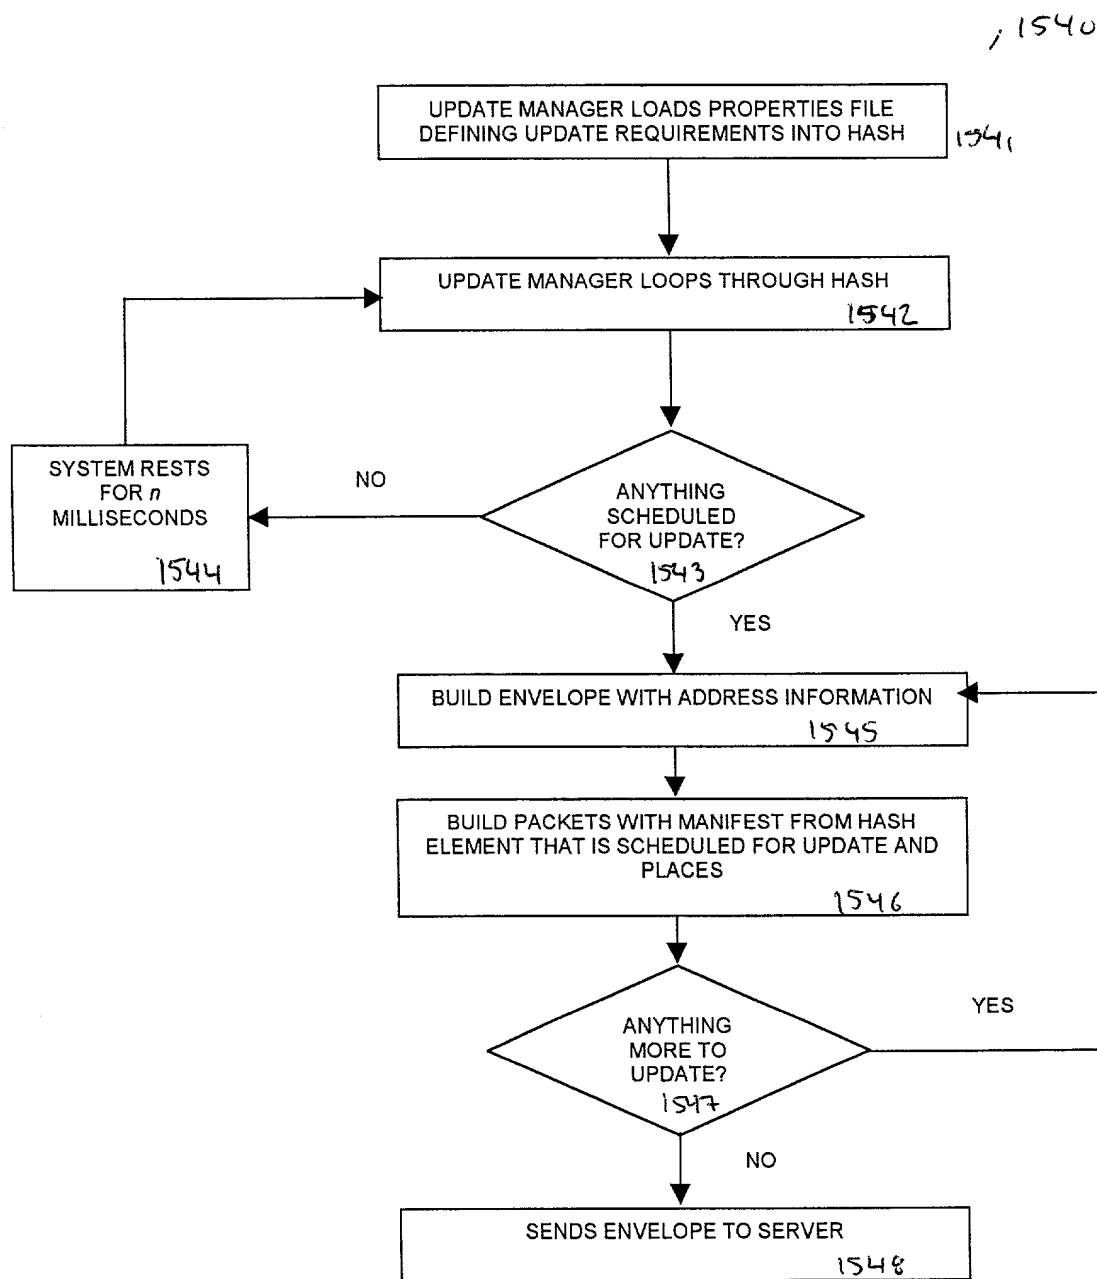 1540
UPDATE MANAGER LOADS PROPERTIES FILE
DEFINING UPDATE REQUIREMENTS INTO HASH
1541
UPDATE MANAGER LOOPS THROUGH HASH
1542
SYSTEM RESTS
FOR n
MILLISECONDS
1544
NO
ANYTHING
SCHEDULED
FOR UPDATE?
1543
YES
BUILD ENVELOPE WITH ADDRESS INFORMATION
1545
BUILD PACKETS WITH MANIFEST FROM HASH
ELEMENT THAT IS SCHEDULED FOR UPDATE AND
PLACES
1546
ANYTHING
MORE TO
UPDATE?
1547
YES
NO
SENDS ENVELOPE TO SERVER
1548